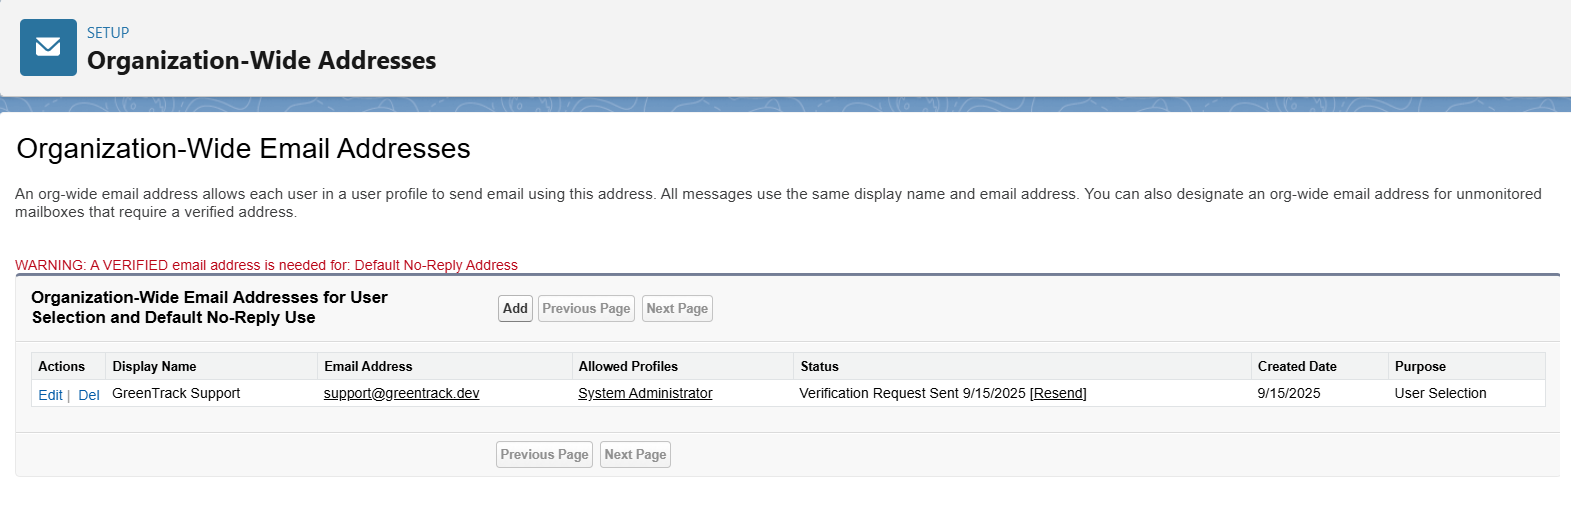 SETUP
Organization-Wide Addresses
Organization-Wide Email Addresses
An org-wide email address allows each user in a user profile to send email using this address. All messages use the same display name and email address. You can also designate an org-wide email address for unmonitored
mailboxes that require a verified address.
WARNING: A VERIFIED email address is needed for: Default No-Reply Address
Organization-Wide Email Addresses for User
Selection and Default No-Reply Use
Add Previous Page Next Page
Actions Display Name Email Address Allowed Profiles Status Created Date Purpose
Edit | Del GreenTrack Support support@greentrack.dev System Administrator Verification Request Sent 9/15/2025 [Resend] 9/15/2025 User Selection
Previous Page Next Page